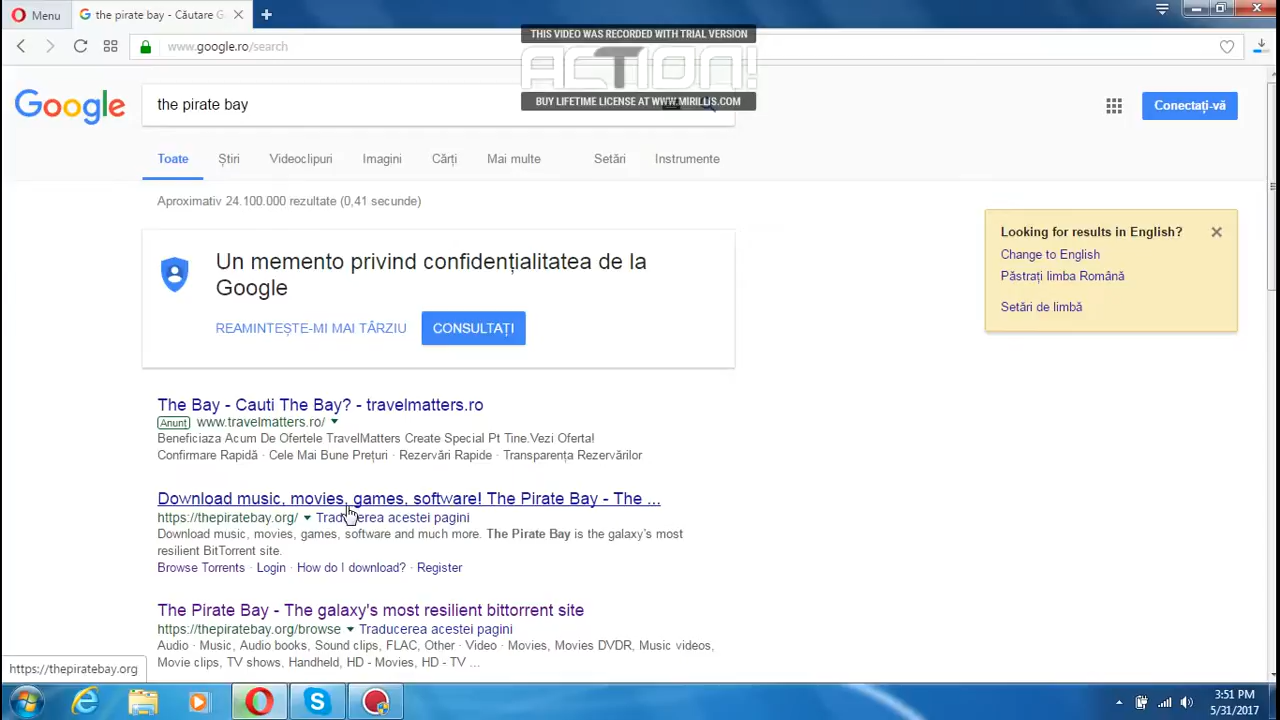 Menu
the pirate bay - Căutare G
www.google.ro/search
THIS VIDEO WAS RECORDED WITH TRIAL VERSION
ACTION!
BUY LIFETIME LICENSE AT WWW.MIRILLIS.COM
Google
the pirate bay
Conectați-vă
Toate Știri Videoclipuri Imagini Cărți Mai multe Setări Instrumente
Aproximativ 24.100.000 rezultate (0,41 secunde)
Looking for results in English?
Change to English
Păstrați limba Română
Setări de limbă
Un memento privind confidențialitatea de la
Google
REAMINTEȘTE-MI MAI TÂRZIU CONSULTAȚI
The Bay - Cauti The Bay? - travelmatters.ro
Anunț www.travelmatters.ro/
Beneficiaza Acum De Ofertele TravelMatters Create Special Pt Tine.Vezi Oferta!
Confirmare Rapidă · Cele Mai Bune Prețuri · Rezervări Rapide · Transparența Rezervărilor
Download music, movies, games, software! The Pirate Bay - The ...
https://thepiratebay.org/ Traducerea acestei pagini
Download music, movies, games, software and much more. The Pirate Bay is the galaxy's most
resilient BitTorrent site.
Browse Torrents · Login · How do I download? · Register
The Pirate Bay - The galaxy's most resilient bittorrent site
https://thepiratebay.org/browse Traducerea acestei pagini
Audio · Music, Audio books, Sound clips, FLAC, Other · Video · Movies, Movies DVDR, Music videos,
Movie clips, TV shows, Handheld, HD - Movies, HD - TV ...
https://thepiratebay.org
3:51 PM
5/31/2017